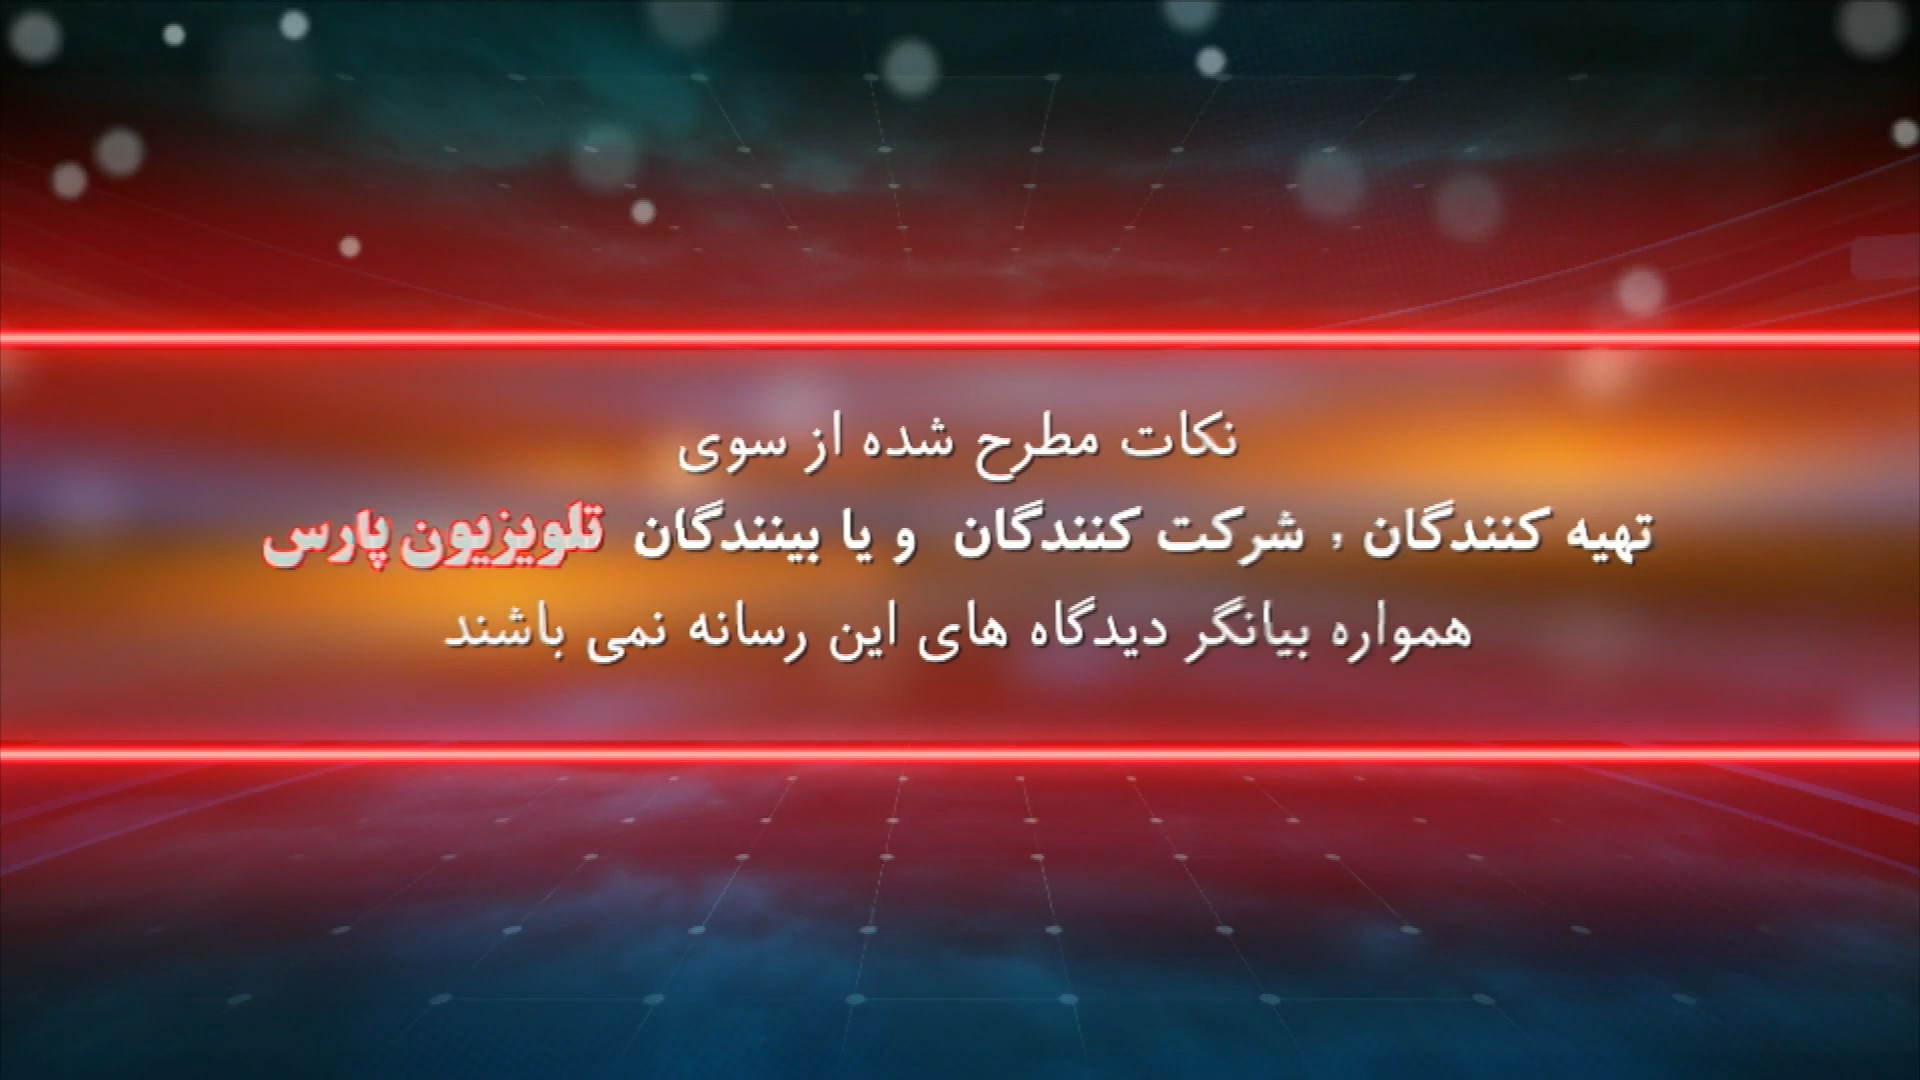 نکات مطرح شده از سوی
تهیه کنندگان , شرکت کنندگان و یا بینندگان تلویزیون پارس
همواره بیانگر دیدگاه های این رسانه نمی باشند